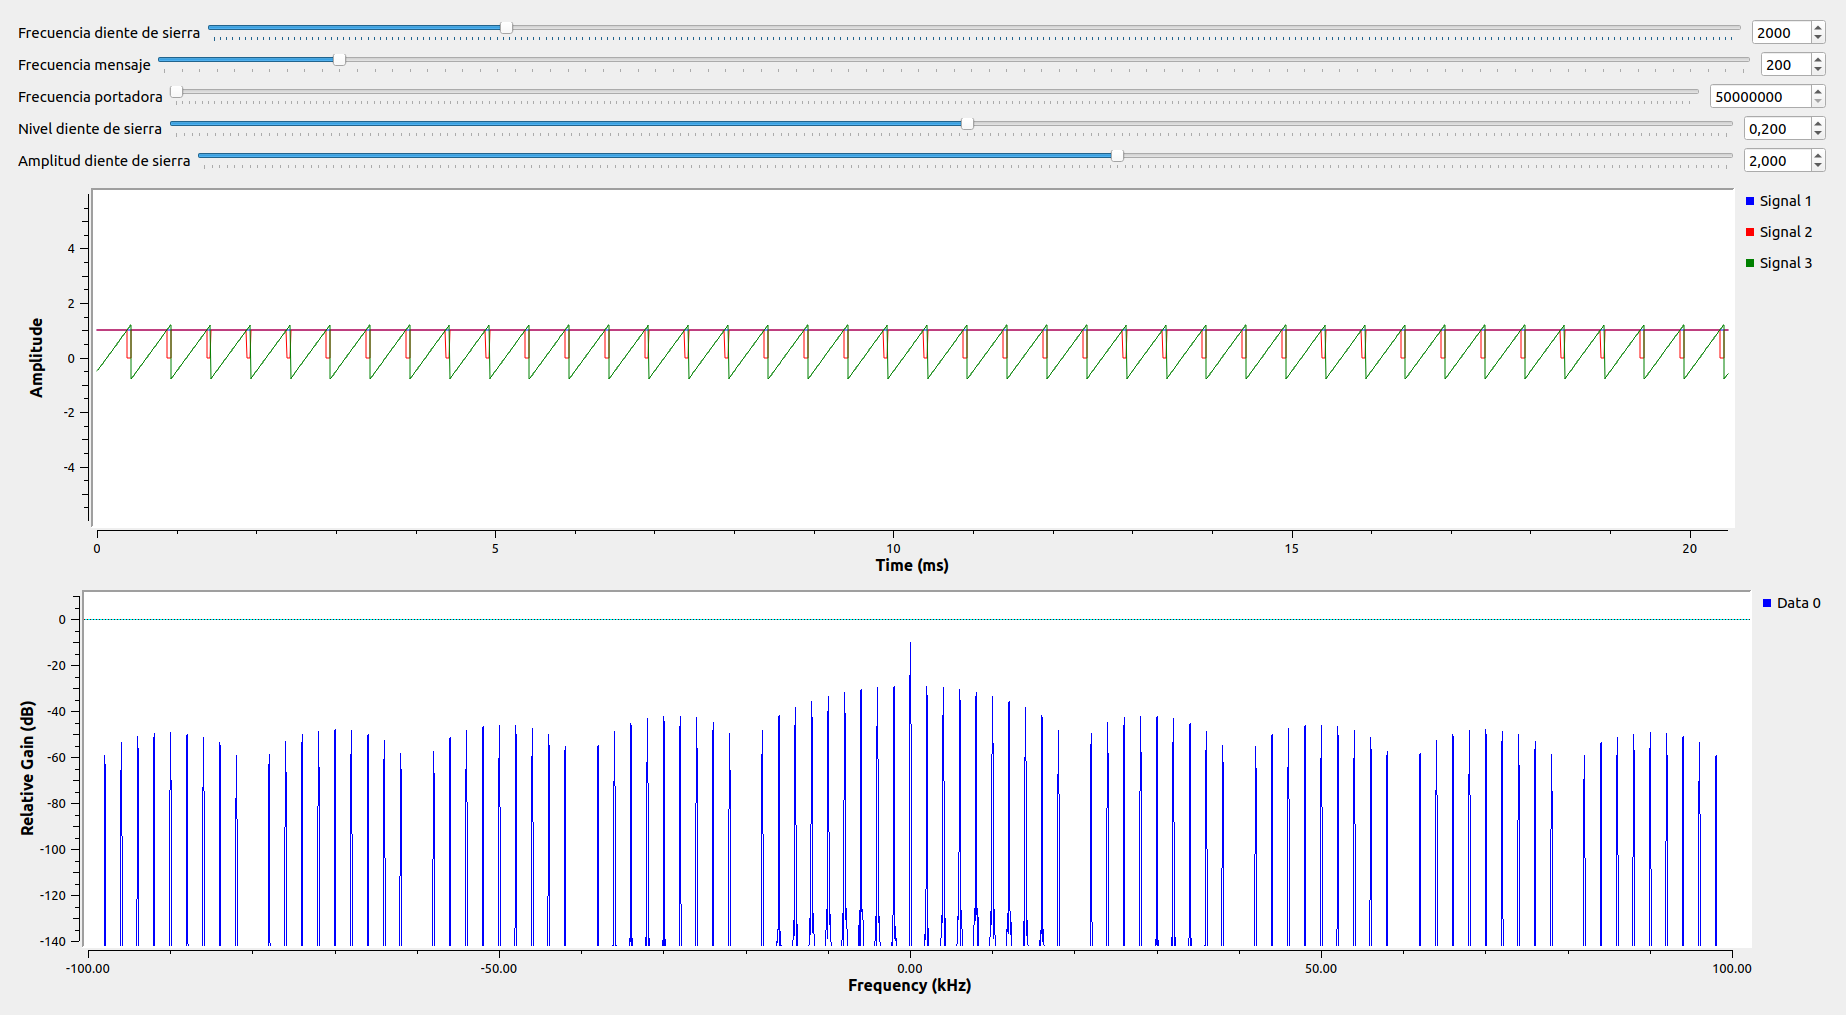 Frecuencia diente de sierra 2000
Frecuencia mensaje 200
Frecuencia portadora 50000000
Nivel diente de sierra 0,200
Amplitud diente de sierra 2,000
Signal 1
Signal 2
Signal 3
Amplitude
4
2
0
-2
-4
0 5 10 15 20
Time (ms)
Data 0
Relative Gain (dB)
0
-20
-40
-60
-80
-100
-120
-140
-100.00 -50.00 0.00 50.00 100.00
Frequency (kHz)